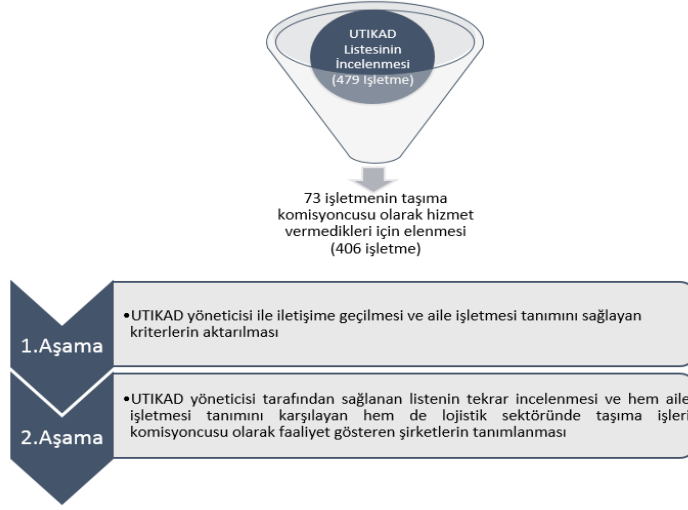 UTIKAD
Listesinin
İncelenmesi
(479 Işletme)
73 işletmenin taşıma
komisyoncusu olarak hizmet
vermedikleri için elenmesi
(406 işletme)
1.Aşama
•UTIKAD yöneticisi ile iletişime geçilmesi ve aile işletmesi tanımını sağlayan
kriterlerin aktarılması
2.Aşama
•UTIKAD yöneticisi tarafından sağlanan listenin tekrar incelenmesi ve hem aile
işletmesi tanımını karşılayan hem de lojistik sektöründe taşıma işleri
komisyoncusu olarak faaliyet gösteren şirketlerin tanımlanması